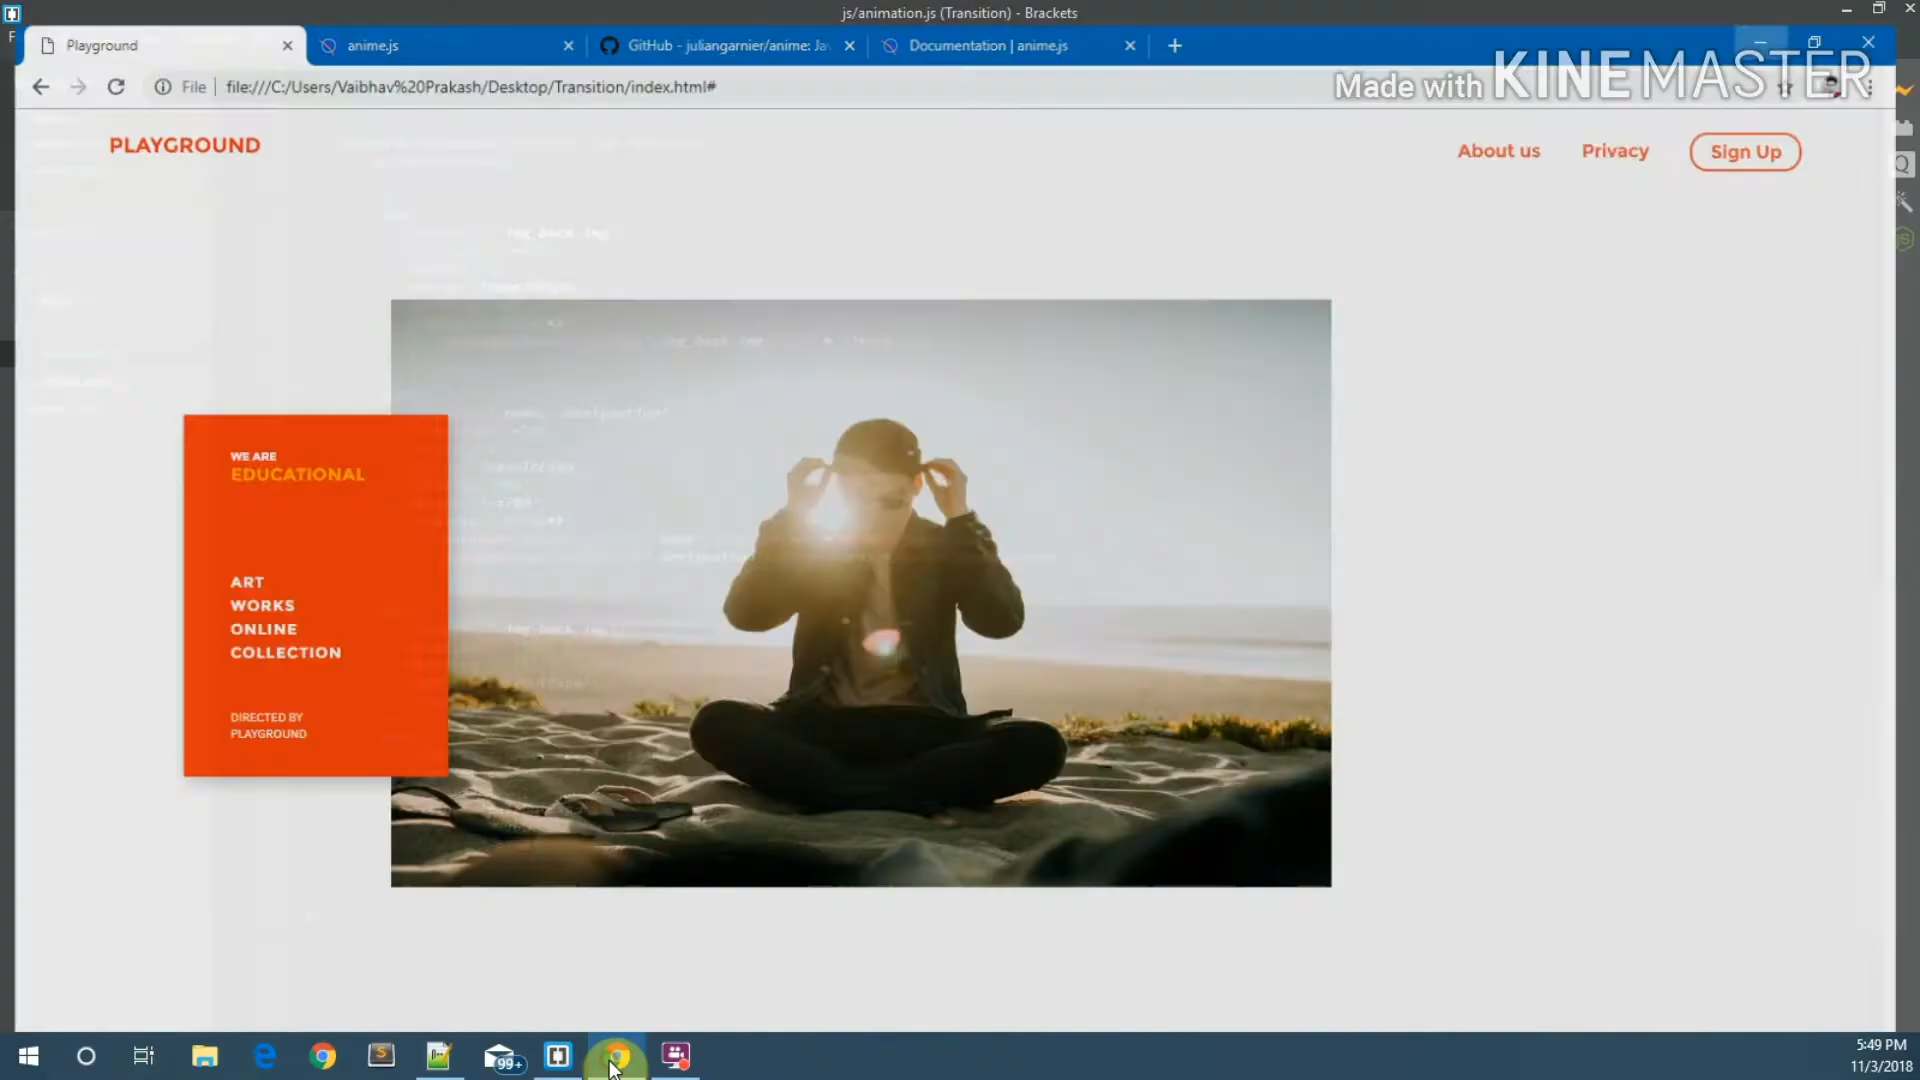 js/animation.js (Transition) - Brackets
Playground
anime.js
GitHub - juliangarnier/anime: Ja
Documentation | anime.js
File
file:///C:/Users/Vaibhav%20Prakash/Desktop/Transition/index.html#
Made with KINEMASTER
PLAYGROUND
About us
Privacy
Sign Up
WE ARE
EDUCATIONAL
ART
WORKS
ONLINE
COLLECTION
DIRECTED BY
PLAYGROUND
99+
5:49 PM
11/3/2018